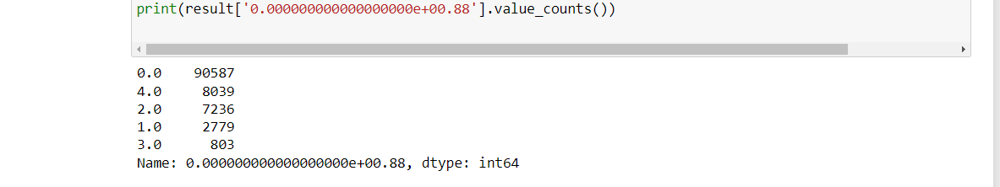 print(result['0.000000000000000000e+00.88'].value_counts())
0.0    90587
4.0     8039
2.0     7236
1.0     2779
3.0      803
Name: 0.000000000000000000e+00.88, dtype: int64